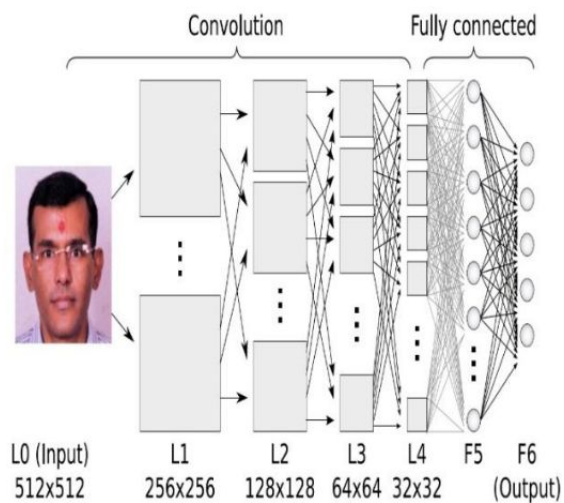 Convolution Fully connected
L0 (Input) L1 L2 L3 L4 F5 F6
512x512 256x256 128x128 64x64 32x32 (Output)